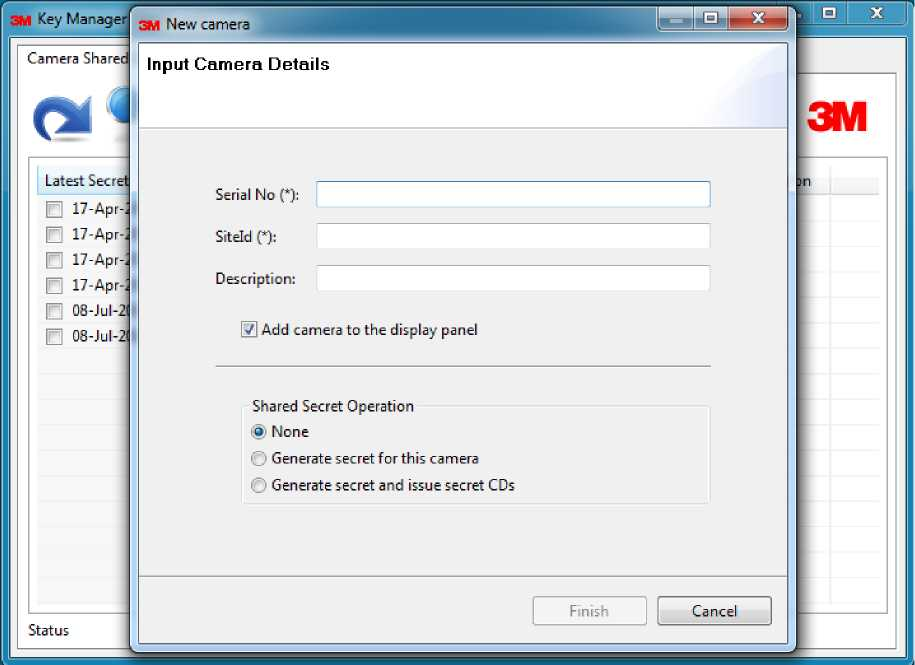 3M Key Manager
3M New camera
Camera Shared
Input Camera Details
3M
Latest Secret
on
17-Apr-2
17-Apr-2
17-Apr-2
17-Apr-2
08-Jul-20
08-Jul-20
Serial No (*):
SiteId (*):
Description:
Add camera to the display panel
Shared Secret Operation
None
Generate secret for this camera
Generate secret and issue secret CDs
Finish
Cancel
Status